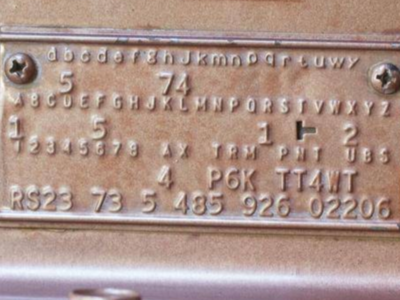 abcdefghJkmnpqrtuwy
5 74
ABCDEFGHJKLMNPQRSTVWXYZ
1 5 1 2
12345678 AX TRM PNT UBS
4 P6K TT4WT
RS23 73 5 485 926 02206